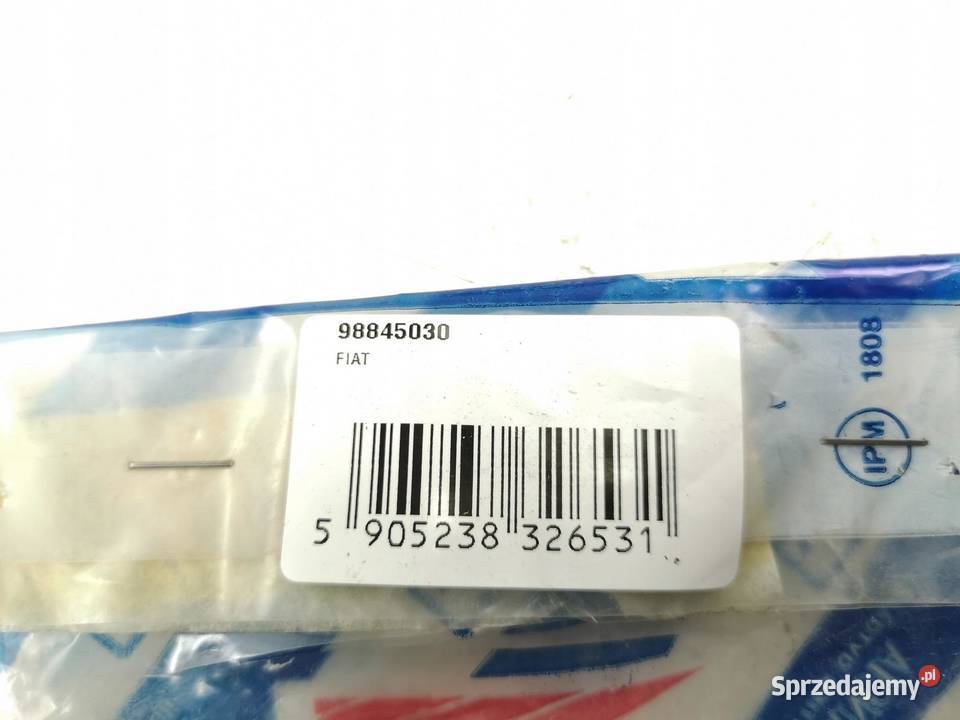 98845030
FIAT
5 905238 326531
1808
IPM
Sprzedajemy.pl